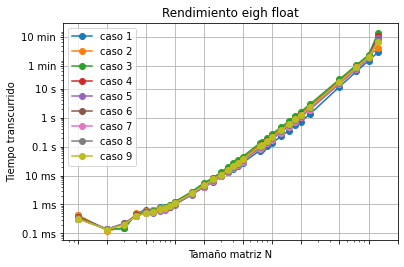 Rendimiento eigh float
Tiempo transcurrido
10 min
1 min
10 s
1 s
0.1 s
10 ms
1 ms
0.1 ms
caso 1
caso 2
caso 3
caso 4
caso 5
caso 6
caso 7
caso 8
caso 9
Tamaño matriz N